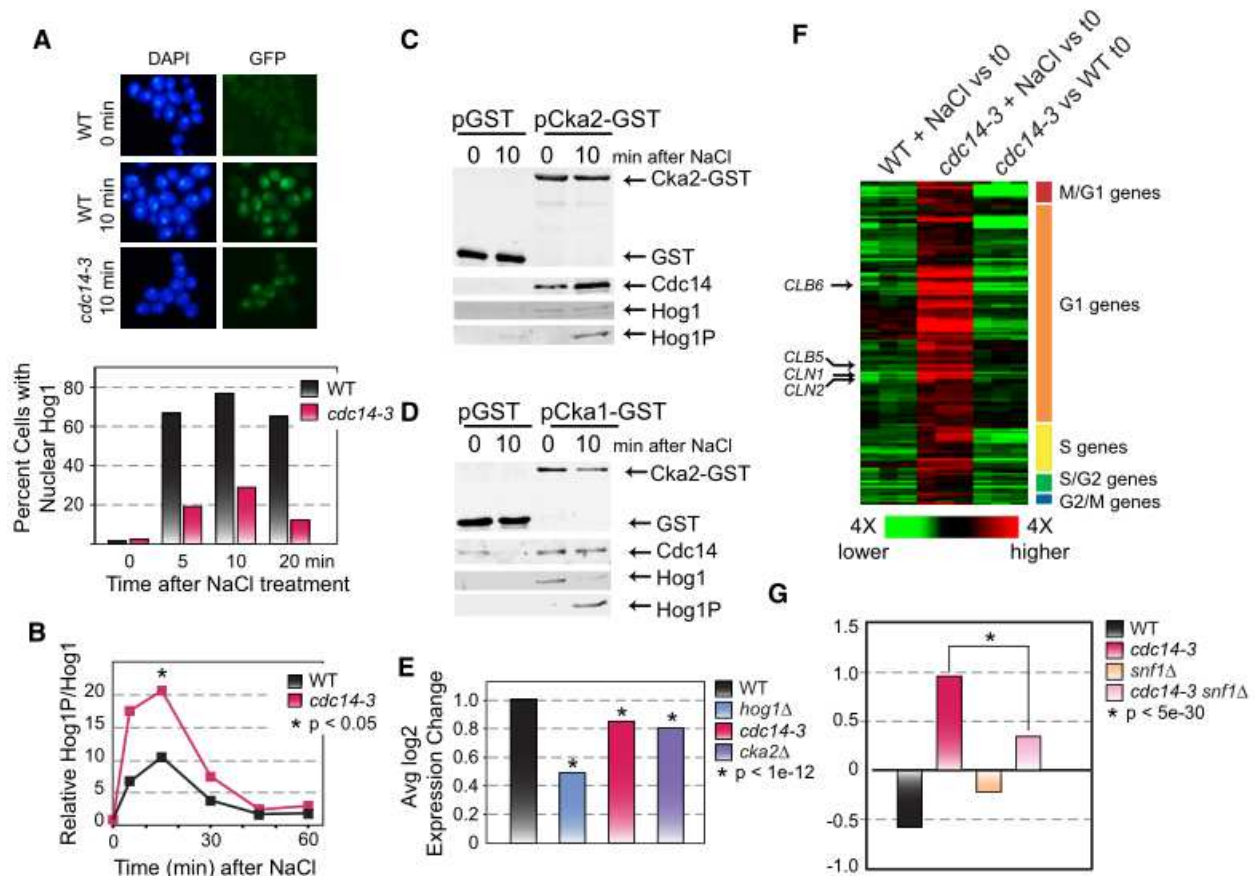 A
DAPI GFP
WT
0 min
WT
10 min
cdc14-3
10 min
Percent Cells with
Nuclear Hog1
80
60
40
20
WT
cdc14-3
0 5 10 20 min
Time after NaCl treatment
B
Relative Hog1P/Hog1
20
15
10
5
0
*
WT
cdc14-3
* p < 0.05
0 30 60
Time (min) after NaCl
C
pGST pCka2-GST
0 10 0 10 min after NaCl
← Cka2-GST
← GST
← Cdc14
← Hog1
← Hog1P
D
pGST pCka1-GST
0 10 0 10 min after NaCl
← Cka2-GST
← GST
← Cdc14
← Hog1
← Hog1P
E
Avg log2
Expression Change
1.0
0.8
0.6
0.4
0.2
0
* * *
WT
hog1Δ
cdc14-3
cka2Δ
* p < 1e-12
F
WT + NaCl vs t0
cdc14-3 + NaCl vs t0
cdc14-3 vs WT t0
CLB6 →
CLB5
CLN1
CLN2
M/G1 genes
G1 genes
S genes
S/G2 genes
G2/M genes
4X 4X
lower higher
G
1.5
1.0
0.5
0
-0.5
-1.0
*
WT
cdc14-3
snf1Δ
cdc14-3 snf1Δ
* p < 5e-30